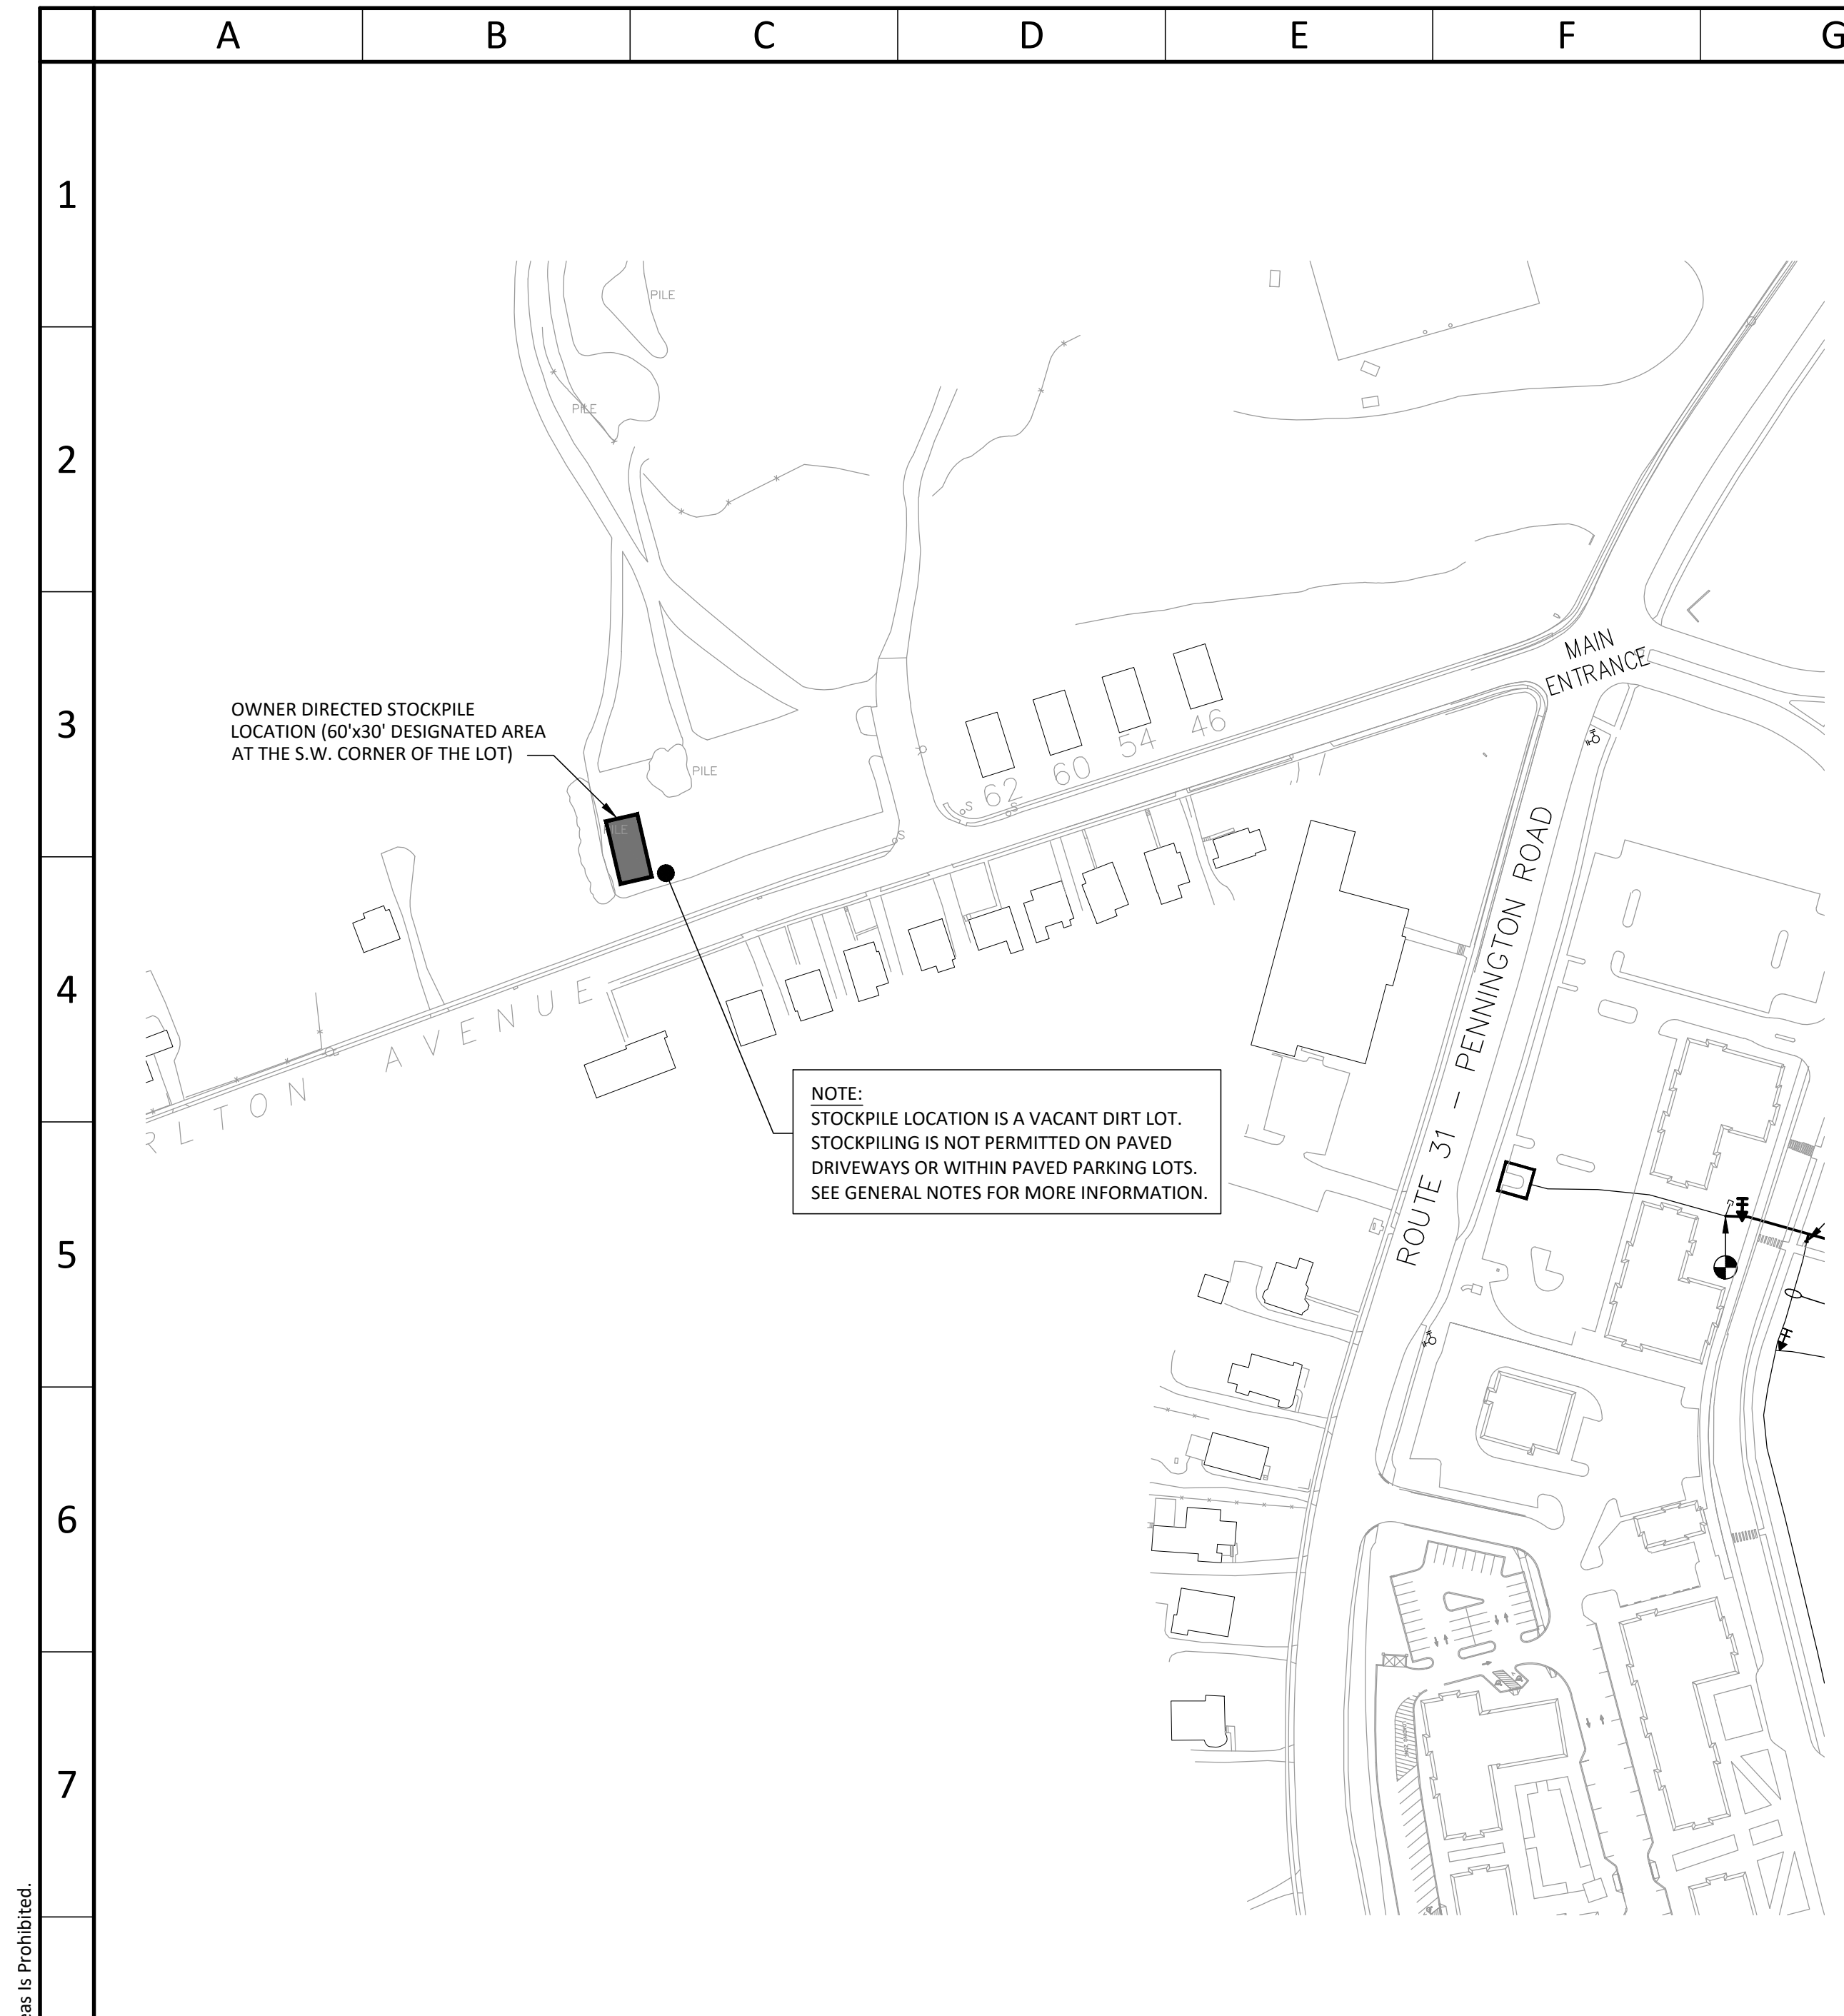 A B C D E F G
1
PILE
PILE
2
MAIN
ENTRANCE
OWNER DIRECTED STOCKPILE
LOCATION (60'x30' DESIGNATED AREA
AT THE S.W. CORNER OF THE LOT)
3
46
54
60
62
PILE
S
S
S
PILE
ROUTE 31 – PENNINGTON ROAD
4
RLTON AVENUE
NOTE:
STOCKPILE LOCATION IS A VACANT DIRT LOT.
STOCKPILING IS NOT PERMITTED ON PAVED
DRIVEWAYS OR WITHIN PAVED PARKING LOTS.
SEE GENERAL NOTES FOR MORE INFORMATION.
5
6
7
eas Is Prohibited.